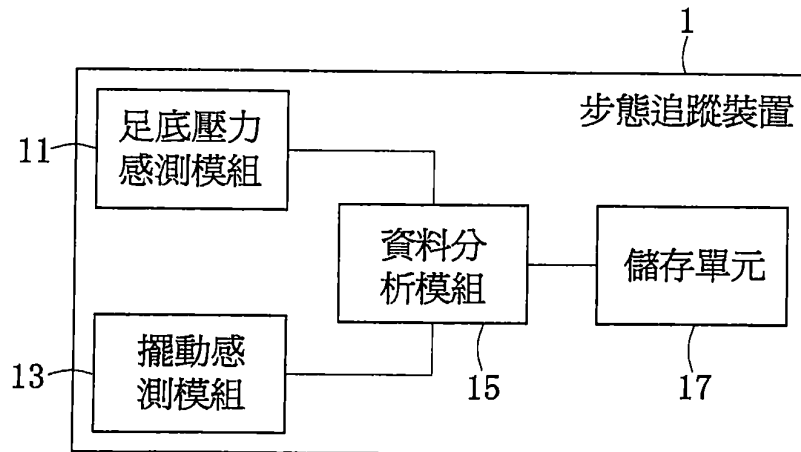 1
步態追蹤裝置
足底壓力
感測模組
11
資料分
析模組
儲存單元
擺動感
測模組
13
15
17